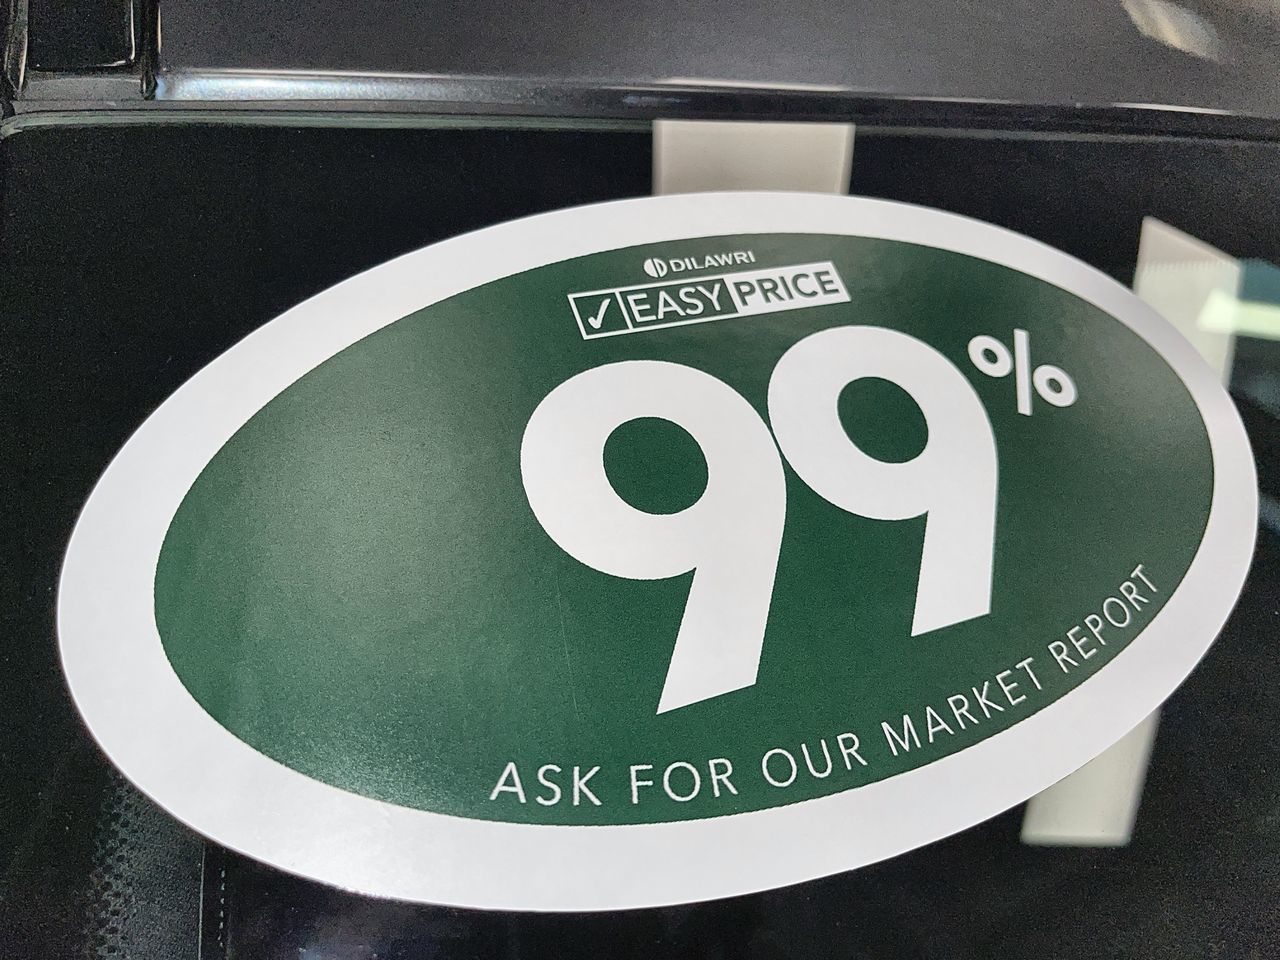 DILAWRI
EASY PRICE
99%
ASK FOR OUR MARKET REPORT